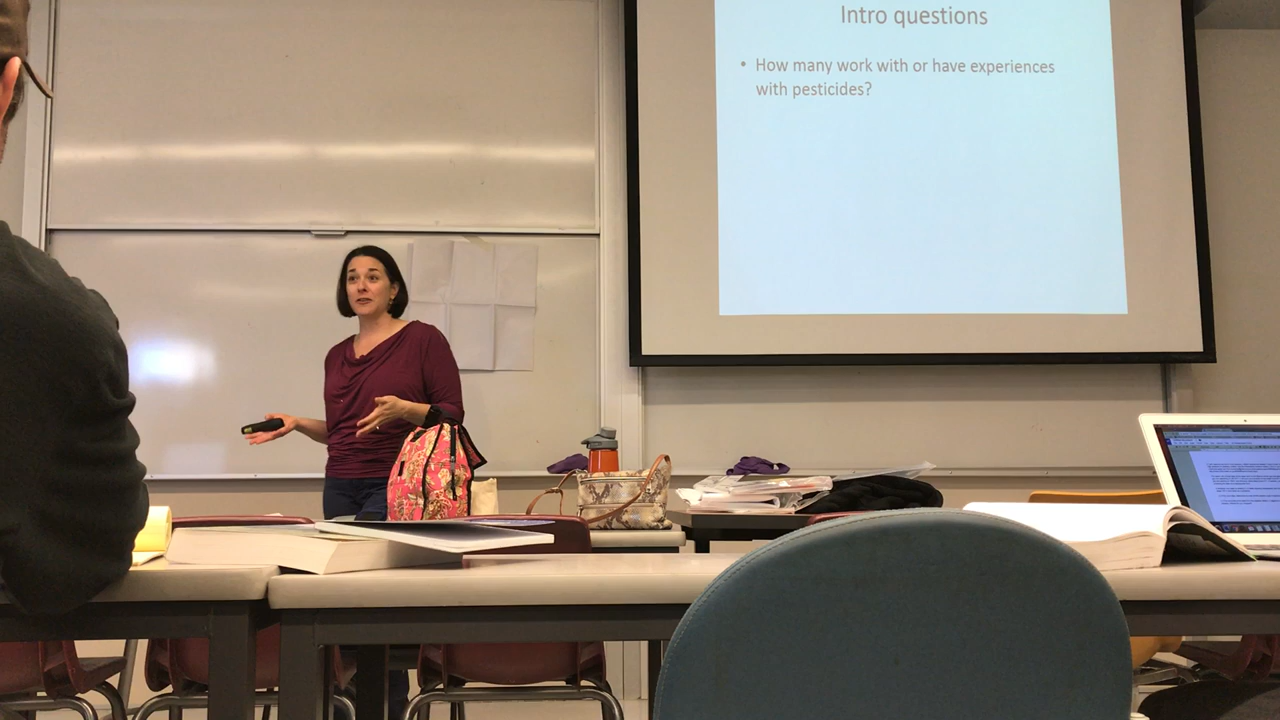 Intro questions
• How many work with or have experiences
with pesticides?